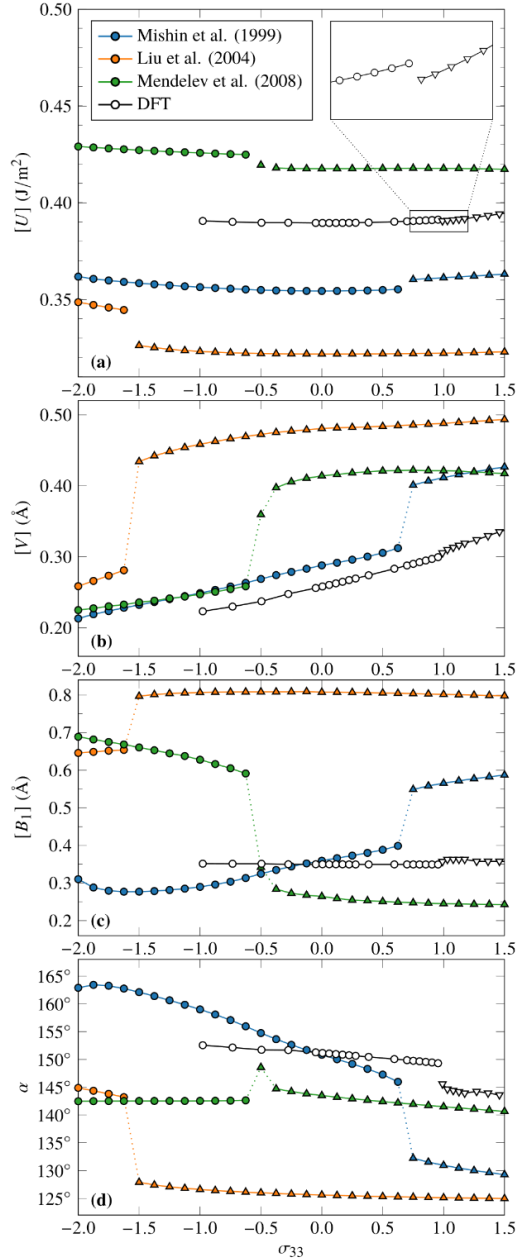 0.50
0.45
0.40
0.35
[U] (J/m²)
Mishin et al. (1999)
Liu et al. (2004)
Mendelev et al. (2008)
DFT
(a)
−2.0 −1.5 −1.0 −0.5 0.0 0.5 1.0 1.5
0.50
0.40
0.30
0.20
[V] (Å)
(b)
−2.0 −1.5 −1.0 −0.5 0.0 0.5 1.0 1.5
0.8
0.7
0.6
0.5
0.4
0.3
0.2
[B₁] (Å)
(c)
−2.0 −1.5 −1.0 −0.5 0.0 0.5 1.0 1.5
165°
160°
155°
150°
145°
140°
135°
130°
125°
α
(d)
−2.0 −1.5 −1.0 −0.5 0.0 0.5 1.0 1.5
σ₃₃